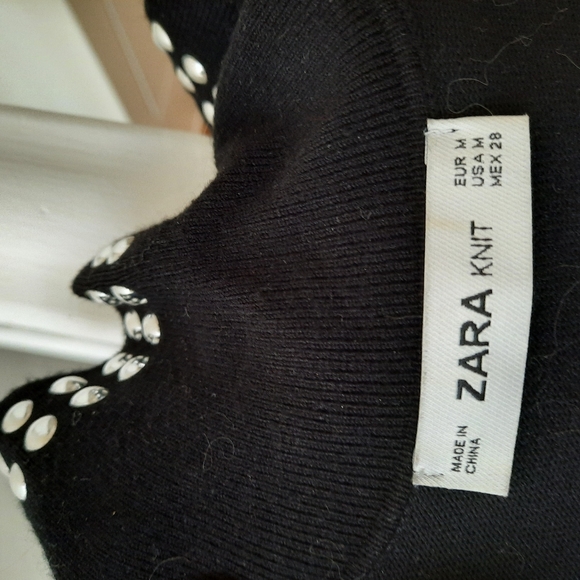 MADE IN
CHINA
ZARA KNIT
EUR M
USA M
MEX 28